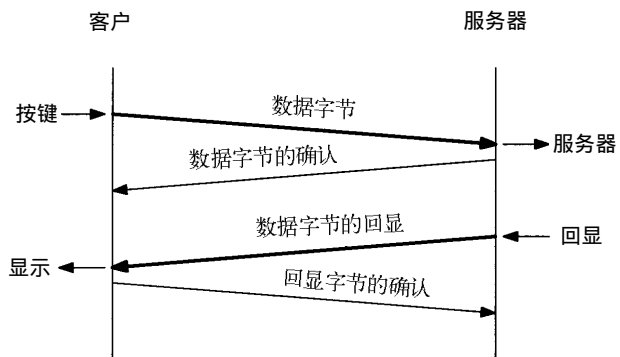 客户
服务器
按键
数据字节
服务器
数据字节的确认
数据字节的回显
回显
显示
回显字节的确认